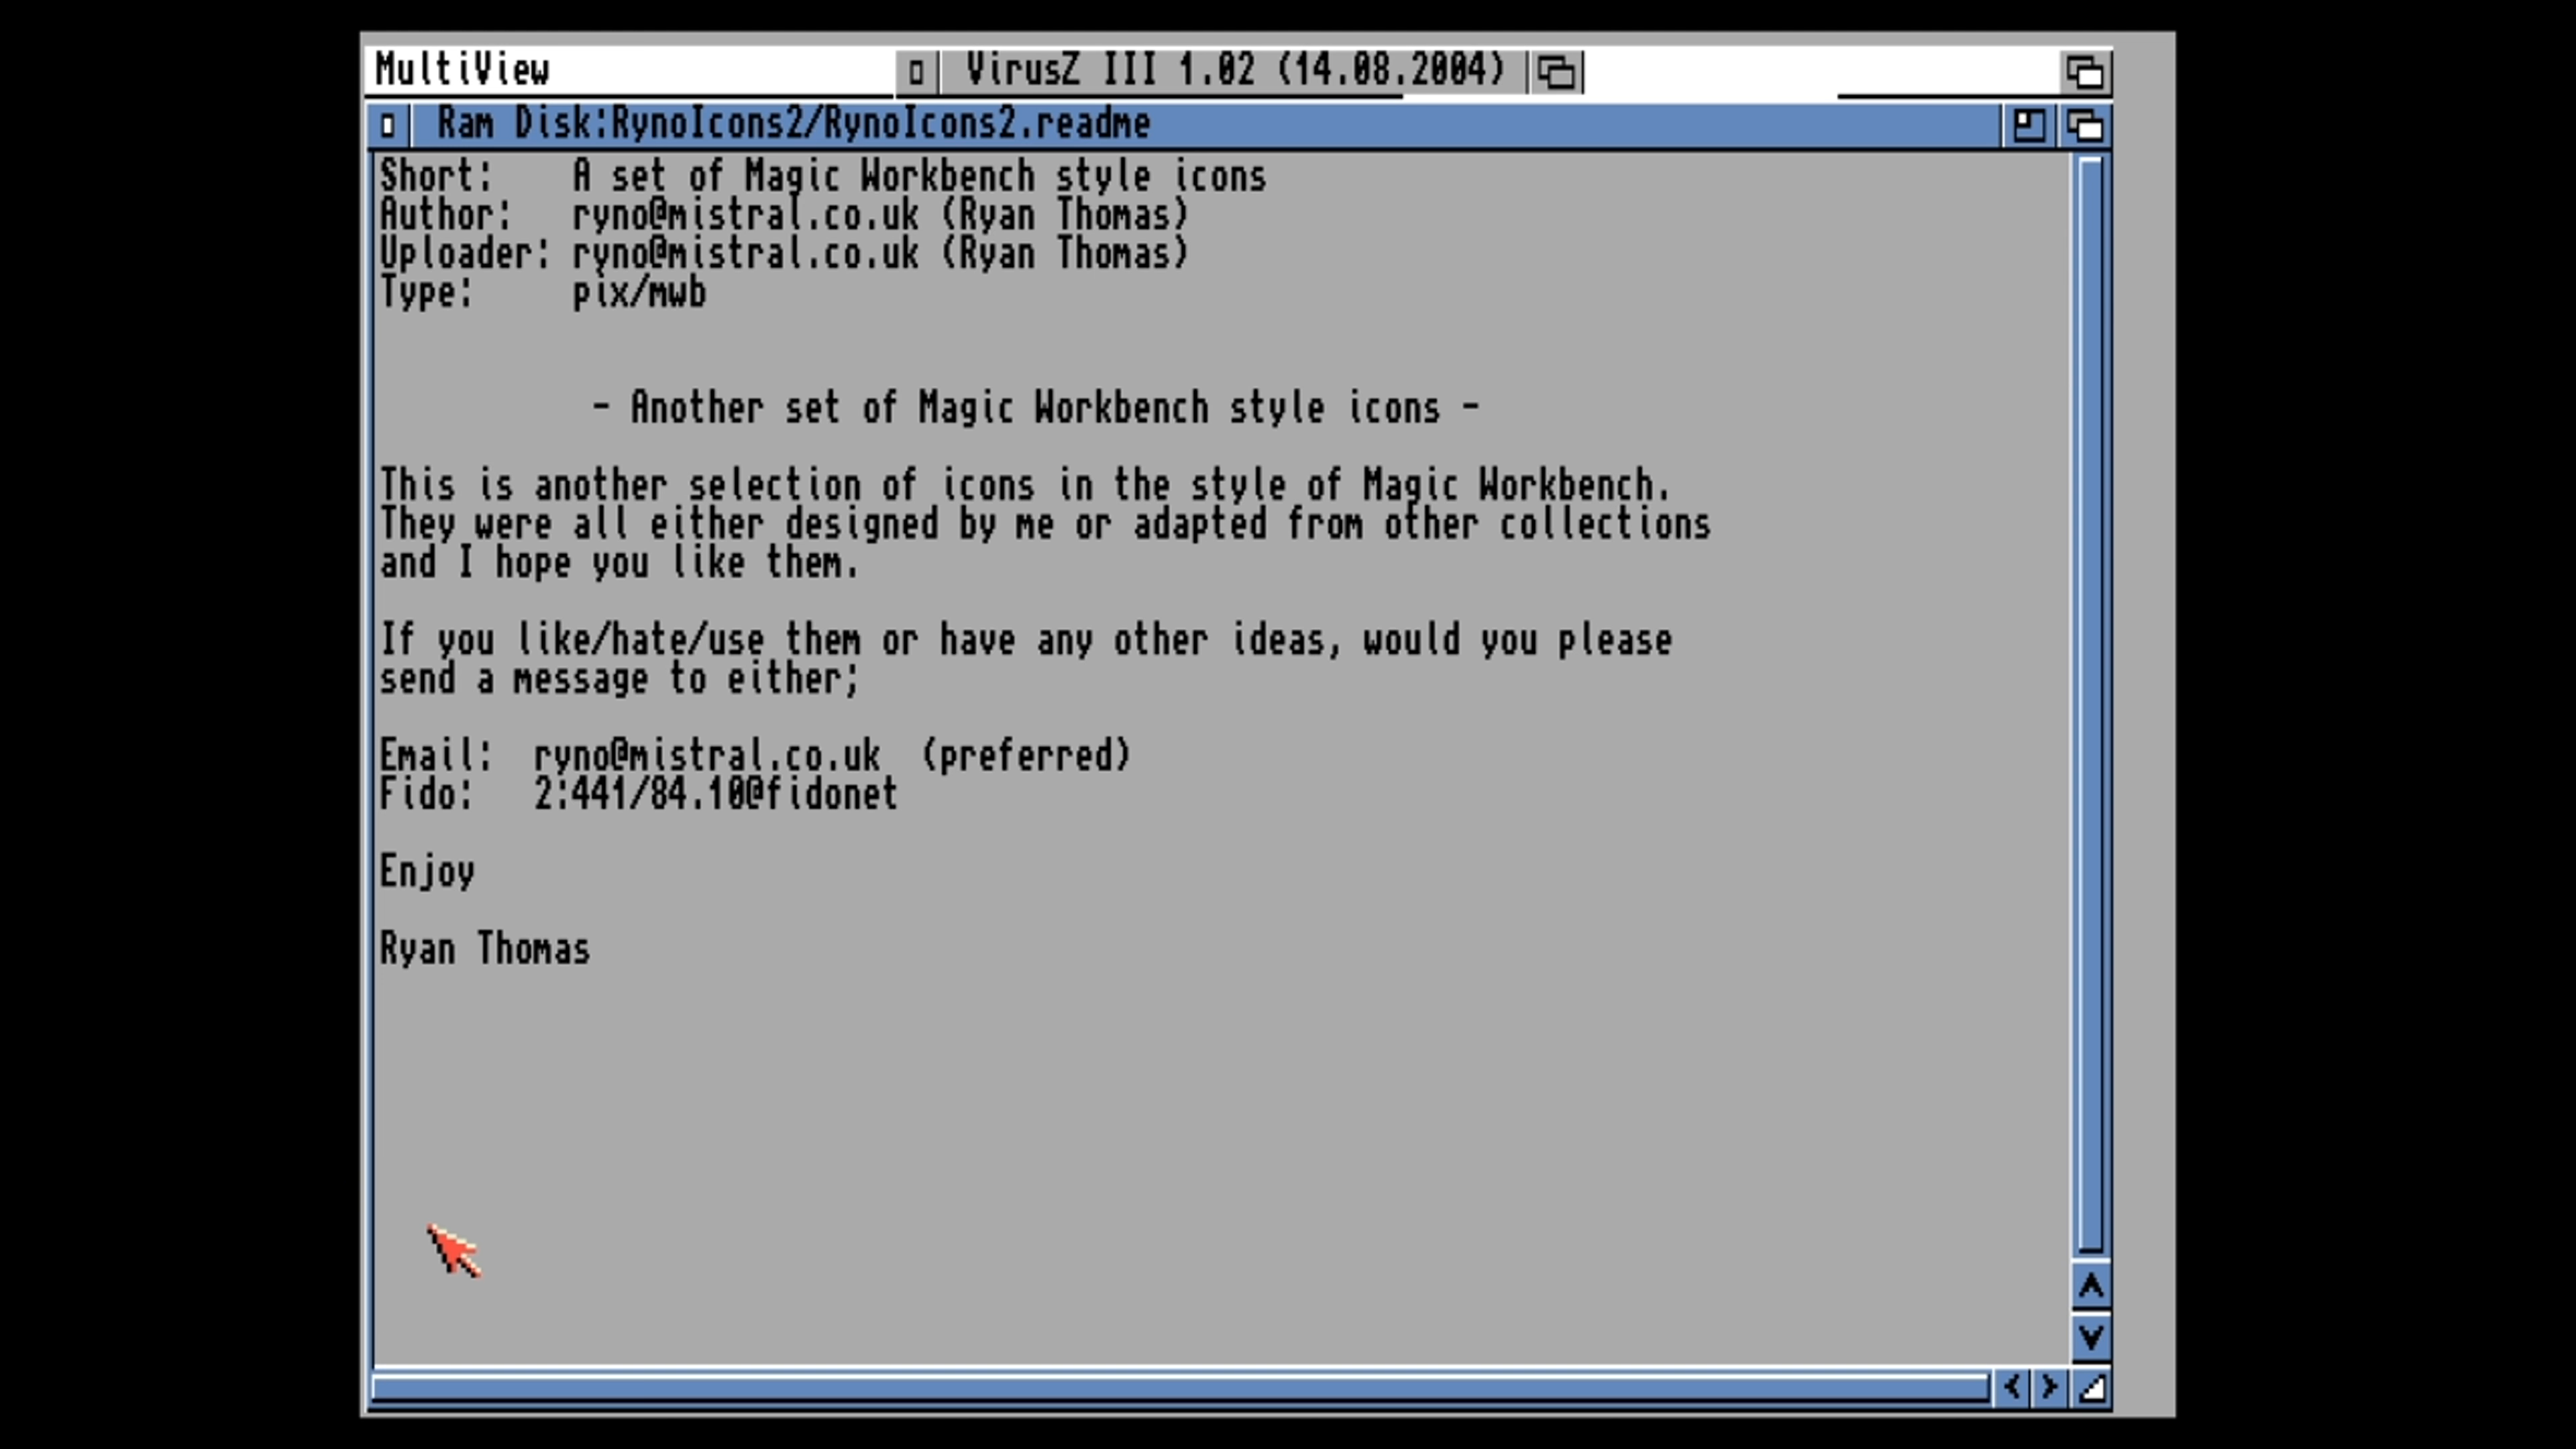 MultiView
VirusZ III 1.02 (14.08.2004)
Ram Disk:RynoIcons2/RynoIcons2.readme
Short:    A set of Magic Workbench style icons
Author:   ryno@mistral.co.uk (Ryan Thomas)
Uploader: ryno@mistral.co.uk (Ryan Thomas)
Type:     pix/mwb
- Another set of Magic Workbench style icons -
This is another selection of icons in the style of Magic Workbench.
They were all either designed by me or adapted from other collections
and I hope you like them.
If you like/hate/use them or have any other ideas, would you please
send a message to either;
Email:  ryno@mistral.co.uk  (preferred)
Fido:   2:441/84.10@fidonet
Enjoy
Ryan Thomas